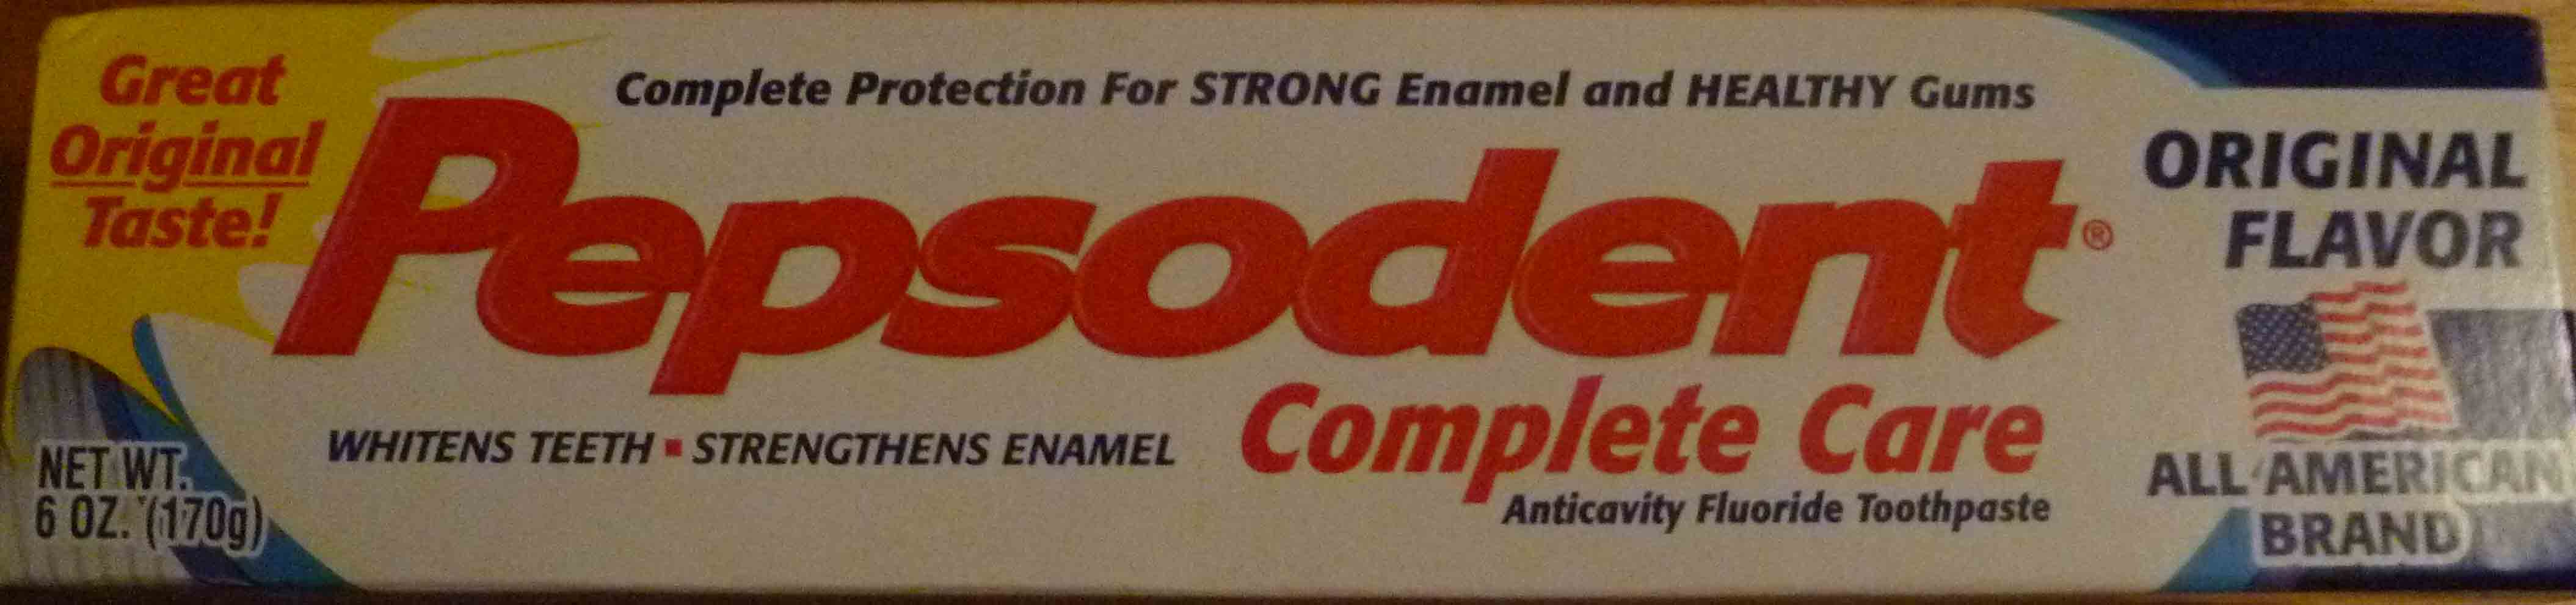 Great
Original
Taste!
Complete Protection For STRONG Enamel and HEALTHY Gums
Pepsodent®
Complete Care
Anticavity Fluoride Toothpaste
WHITENS TEETH ▪ STRENGTHENS ENAMEL
NET WT.
6 OZ. (170g)
ORIGINAL
FLAVOR
ALL AMERICAN
BRAND